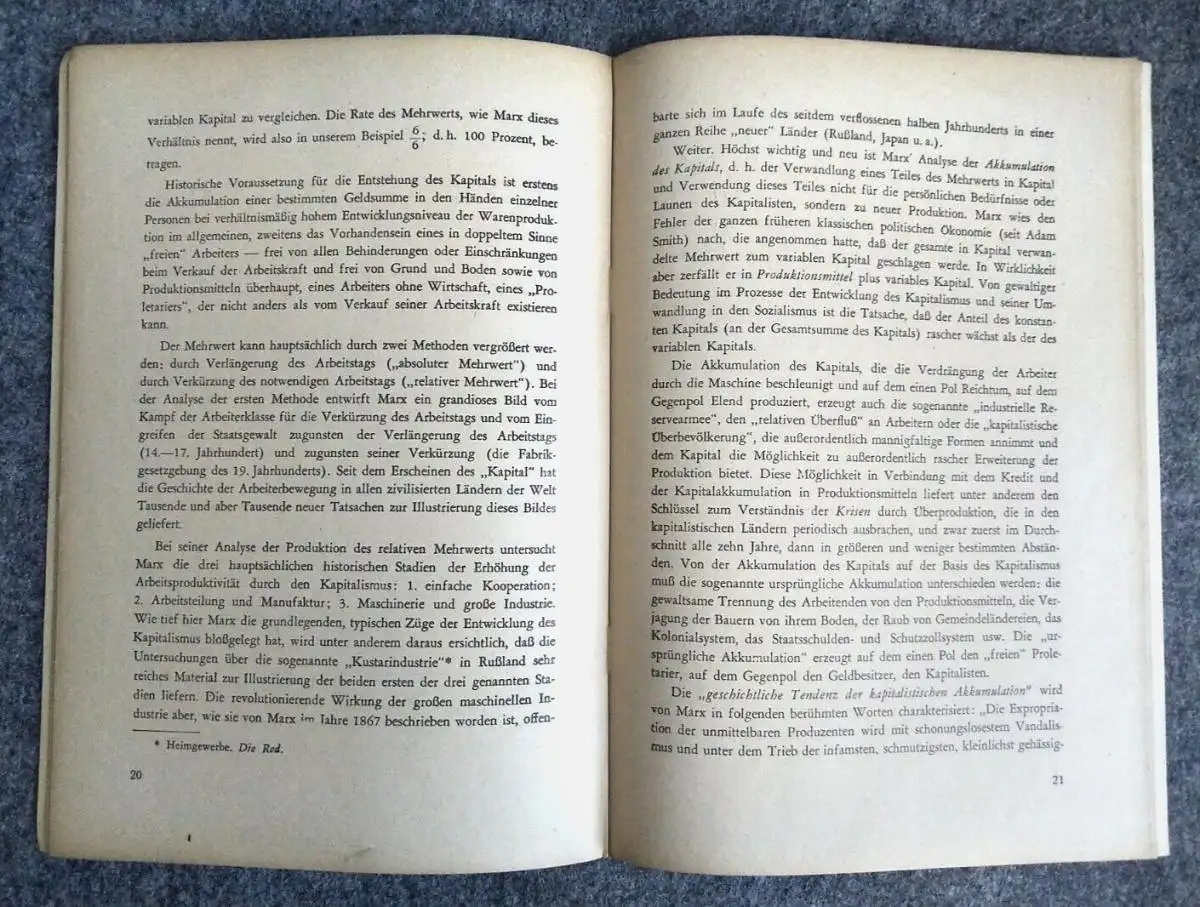 variablen Kapital zu vergleichen. Die Rate des Mehrwerts, wie Marx dieses
Verhältnis nennt, wird also in unserem Beispiel 6/6; d. h. 100 Prozent, be-
tragen.
Historische Voraussetzung für die Entstehung des Kapitals ist erstens
die Akkumulation einer bestimmten Geldsumme in den Händen einzelner
Personen bei verhältnismäßig hohem Entwicklungsniveau der Warenproduk-
tion im allgemeinen, zweitens das Vorhandensein eines in doppeltem Sinne
„freien" Arbeiters — frei von allen Behinderungen oder Einschränkungen
beim Verkauf der Arbeitskraft und frei von Grund und Boden sowie von
Produktionsmitteln überhaupt, eines Arbeiters ohne Wirtschaft, eines „Pro-
letariers", der nicht anders als vom Verkauf seiner Arbeitskraft existieren
kann.
Der Mehrwert kann hauptsächlich durch zwei Methoden vergrößert wer-
den: durch Verlängerung des Arbeitstags („absoluter Mehrwert") und
durch Verkürzung des notwendigen Arbeitstags („relativer Mehrwert"). Bei
der Analyse der ersten Methode entwirft Marx ein grandioses Bild vom
Kampf der Arbeiterklasse für die Verkürzung des Arbeitstags und vom Ein-
greifen der Staatsgewalt zugunsten der Verlängerung des Arbeitstags
(14.—17. Jahrhundert) und zugunsten seiner Verkürzung (die Fabrik-
gesetzgebung des 19. Jahrhunderts). Seit dem Erscheinen des „Kapital" hat
die Geschichte der Arbeiterbewegung in allen zivilisierten Ländern der Welt
Tausende und aber Tausende neuer Tatsachen zur Illustrierung dieses Bildes
geliefert.
Bei seiner Analyse der Produktion des relativen Mehrwerts untersucht
Marx die drei hauptsächlichen historischen Stadien der Erhöhung der
Arbeitsproduktivität durch den Kapitalismus: 1. einfache Kooperation;
2. Arbeitsteilung und Manufaktur; 3. Maschinerie und große Industrie.
Wie tief hier Marx die grundlegenden, typischen Züge der Entwicklung des
Kapitalismus bloßgelegt hat, wird unter anderem daraus ersichtlich, daß die
Untersuchungen über die sogenannte „Kustarindustrie"* in Rußland sehr
reiches Material zur Illustrierung der beiden ersten der drei genannten Sta-
dien liefern. Die revolutionierende Wirkung der großen maschinellen In-
dustrie aber, wie sie von Marx im Jahre 1867 beschrieben worden ist, offen-
* Heimgewerbe. Die Red.
20
barte sich im Laufe des seitdem verflossenen halben Jahrhunderts in einer
ganzen Reihe „neuer" Länder (Rußland, Japan u. a.).
Weiter. Höchst wichtig und neu ist Marx' Analyse der Akkumulation
des Kapitals, d. h. der Verwandlung eines Teiles des Mehrwerts in Kapital
und Verwendung dieses Teiles nicht für die persönlichen Bedürfnisse oder
Launen des Kapitalisten, sondern zu neuer Produktion. Marx wies den
Fehler der ganzen früheren klassischen politischen Ökonomie (seit Adam
Smith) nach, die angenommen hatte, daß der gesamte in Kapital verwan-
delte Mehrwert zum variablen Kapital geschlagen werde. In Wirklichkeit
aber zerfällt er in Produktionsmittel plus variables Kapital. Von gewaltiger
Bedeutung im Prozesse der Entwicklung des Kapitalismus und seiner Um-
wandlung in den Sozialismus ist die Tatsache, daß der Anteil des konstan-
ten Kapitals (an der Gesamtsumme des Kapitals) rascher wächst als der des
variablen Kapitals.
Die Akkumulation des Kapitals, die die Verdrängung der Arbeiter
durch die Maschine beschleunigt und auf dem einen Pol Reichtum, auf dem
Gegenpol Elend produziert, erzeugt auch die sogenannte „industrielle Re-
servearmee", den „relativen Überfluß" an Arbeitern oder die „kapitalistische
Überbevölkerung", die außerordentlich mannigfaltige Formen annimmt und
dem Kapital die Möglichkeit zu außerordentlich rascher Erweiterung der
Produktion bietet. Diese Möglichkeit in Verbindung mit dem Kredit und
der Kapitalakkumulation in Produktionsmitteln liefert unter anderem den
Schlüssel zum Verständnis der Krisen durch Überproduktion, die in den
kapitalistischen Ländern periodisch ausbrachen, und zwar zuerst im Durch-
schnitt alle zehn Jahre, dann in größeren und weniger bestimmten Abstän-
den. Von der Akkumulation des Kapitals auf der Basis des Kapitalismus
muß die sogenannte ursprüngliche Akkumulation unterschieden werden: die
gewaltsame Trennung des Arbeitenden von den Produktionsmitteln, die Ver-
jagung der Bauern von ihrem Boden, der Raub von Gemeindeländereien, das
Kolonialsystem, das Staatsschulden- und Schutzzollsystem usw. Die „ur-
sprüngliche Akkumulation" erzeugt auf dem einen Pol den „freien" Prole-
tarier, auf dem Gegenpol den Geldbesitzer, den Kapitalisten.
Die „geschichtliche Tendenz der kapitalistischen Akkumulation" wird
von Marx in folgenden berühmten Worten charakterisiert: „Die Expropria-
tion der unmittelbaren Produzenten wird mit schonungslosestem Vandalis-
mus und unter dem Trieb der infamsten, schmutzigsten, kleinlichst gehässig-
21